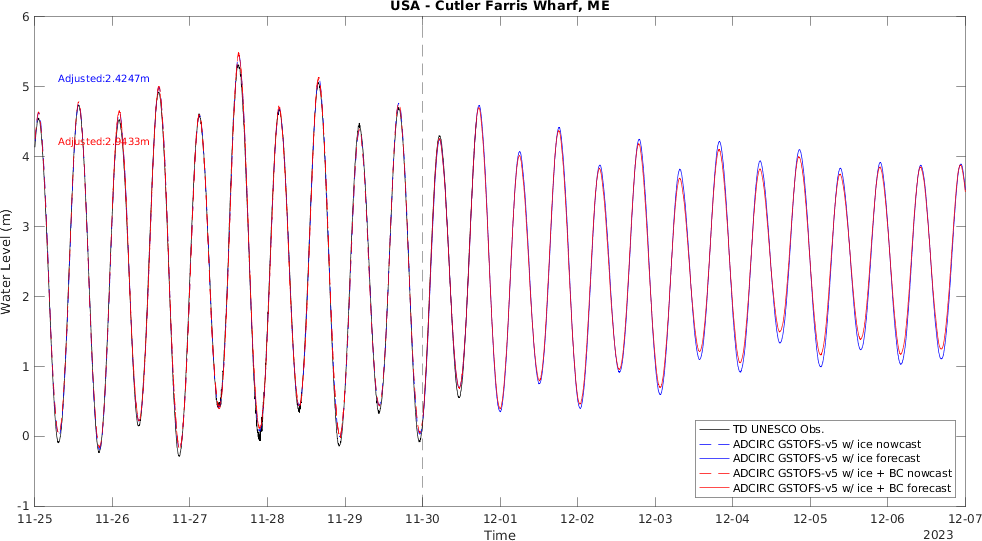 USA - Cutler Farris Wharf, ME
6
5
4
3
2
1
0
-1
Water Level (m)
Adjusted:2.4247m
Adjusted:2.9433m
TD UNESCO Obs.
ADCIRC GSTOFS-v5 w/ ice nowcast
ADCIRC GSTOFS-v5 w/ ice forecast
ADCIRC GSTOFS-v5 w/ ice + BC nowcast
ADCIRC GSTOFS-v5 w/ ice + BC forecast
11-25 11-26 11-27 11-28 11-29 11-30 12-01 12-02 12-03 12-04 12-05 12-06 12-07
Time
2023